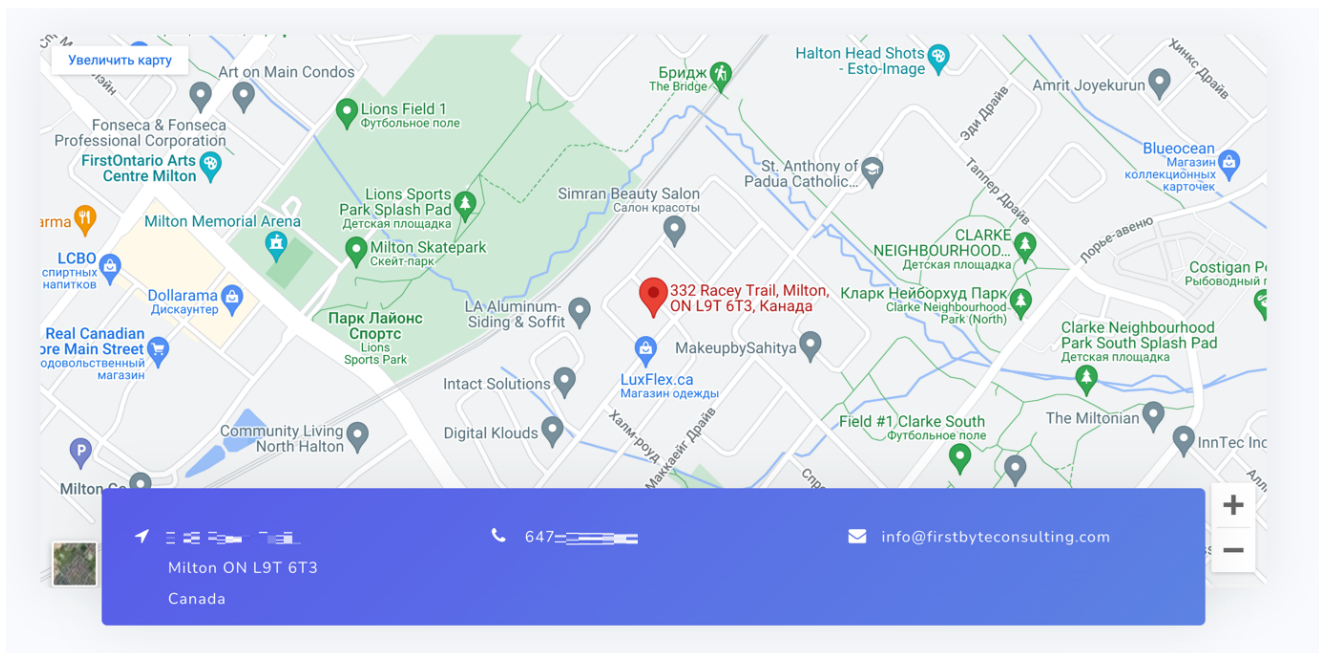 Увеличить карту
Art on Main Condos
Fonseca & Fonseca
Professional Corporation
FirstOntario Arts
Centre Milton
Lions Field 1
Футбольное поле
Бридж
The Bridge
Halton Head Shots
- Esto-Image
Эди Драйв
Amrit Joyekurun
Хинкс Драйв
Blueocean
Магазин
коллекционных
карточек
St. Anthony of
Padua Catholic...
Таппер Драйв
Lions Sports
Park Splash Pad
Детская площадка
Simran Beauty Salon
Салон красоты
Milton Memorial Arena
Milton Skatepark
Скейт-парк
CLARKE
NEIGHBOURHOOD...
Детская площадка
Лорье-авеню
LCBO
спиртных
напитков
Dollarama
Дискаунтер
332 Racey Trail, Milton,
ON L9T 6T3, Канада
Кларк Нейборхуд Парк
Clarke Neighbourhood
Park (North)
Costigan
Рыбоводный
LA Aluminum-
Siding & Soffit
Парк Лайонс
Спортс
Lions
Sports Park
Real Canadian
Main Street
магазин
MakeupbySahitya
Clarke Neighbourhood
Park South Splash Pad
Детская площадка
LuxFlex.ca
Магазин одежды
Intact Solutions
Халм-роуд
Маккейг Драйв
Field #1 Clarke South
Футбольное поле
The Miltonian
Community Living
North Halton
Digital Klouds
InnTec Inc
P
Milton
647
info@firstbyteconsulting.com
Milton ON L9T 6T3
Canada